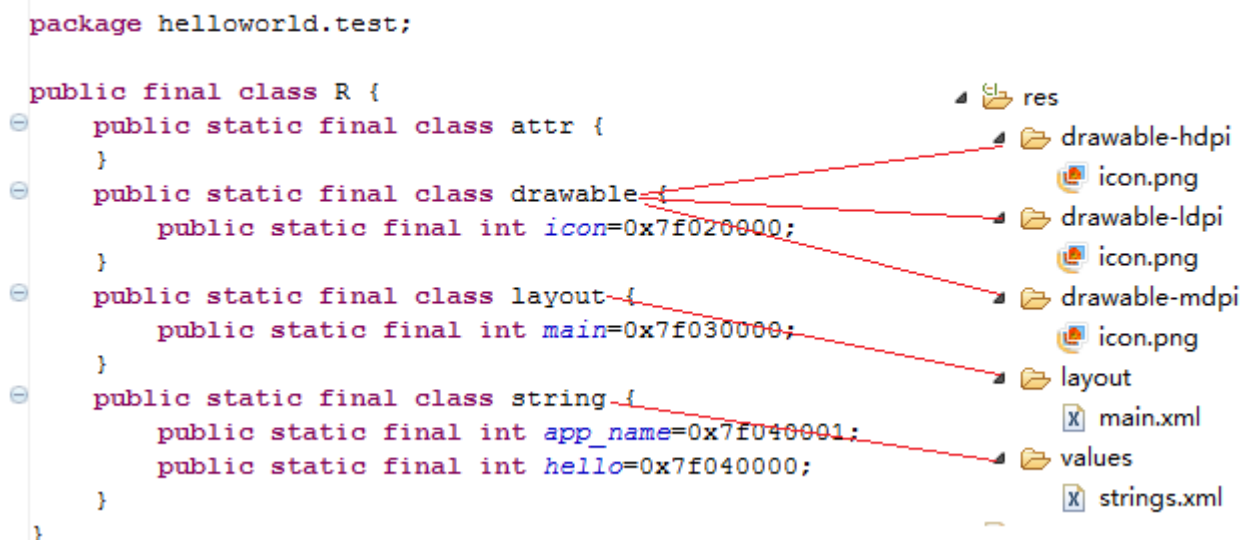 package helloworld.test;
public final class R {
public static final class attr {
}
public static final class drawable {
public static final int icon=0x7f020000;
}
public static final class layout {
public static final int main=0x7f030000;
}
public static final class string {
public static final int app_name=0x7f040001;
public static final int hello=0x7f040000;
}
}
res
drawable-hdpi
icon.png
drawable-ldpi
icon.png
drawable-mdpi
icon.png
layout
main.xml
values
strings.xml